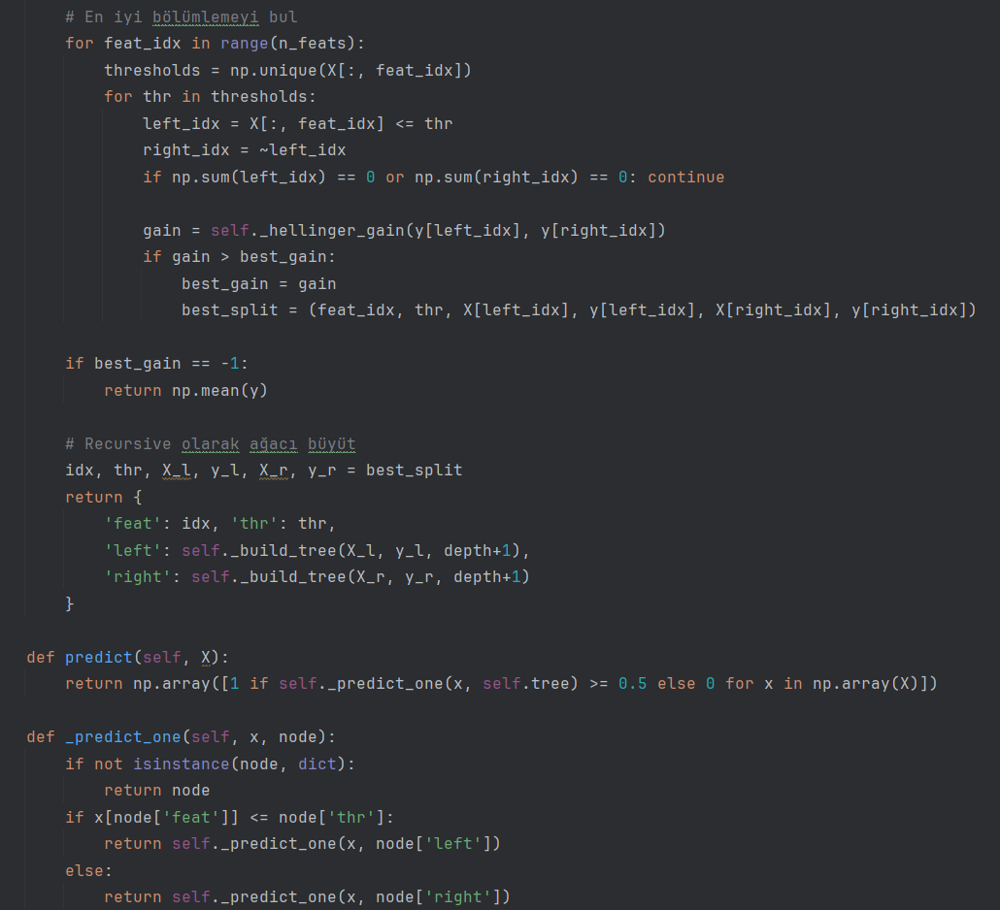 # En iyi bölümlemeyi bul
for feat_idx in range(n_feats):
thresholds = np.unique(X[:, feat_idx])
for thr in thresholds:
left_idx = X[:, feat_idx] <= thr
right_idx = ~left_idx
if np.sum(left_idx) == 0 or np.sum(right_idx) == 0: continue
gain = self._hellinger_gain(y[left_idx], y[right_idx])
if gain > best_gain:
best_gain = gain
best_split = (feat_idx, thr, X[left_idx], y[left_idx], X[right_idx], y[right_idx])
if best_gain == -1:
return np.mean(y)
# Recursive olarak ağacı büyüt
idx, thr, X_l, y_l, X_r, y_r = best_split
return {
'feat': idx, 'thr': thr,
'left': self._build_tree(X_l, y_l, depth+1),
'right': self._build_tree(X_r, y_r, depth+1)
}
def predict(self, X):
return np.array([1 if self._predict_one(x, self.tree) >= 0.5 else 0 for x in np.array(X)])
def _predict_one(self, x, node):
if not isinstance(node, dict):
return node
if x[node['feat']] <= node['thr']:
return self._predict_one(x, node['left'])
else:
return self._predict_one(x, node['right'])